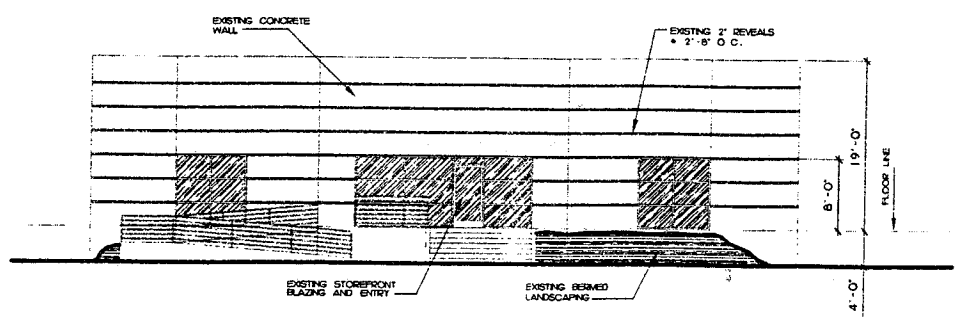 EXISTING CONCRETE
WALL
EXISTING 2" REVEALS
@ 2'-8" O C.
19'-0"
8'-0"
FLOOR LINE
4'-0"
EXISTING STOREFRONT
BLAZING AND ENTRY
EXISTING BERMED
LANDSCAPING